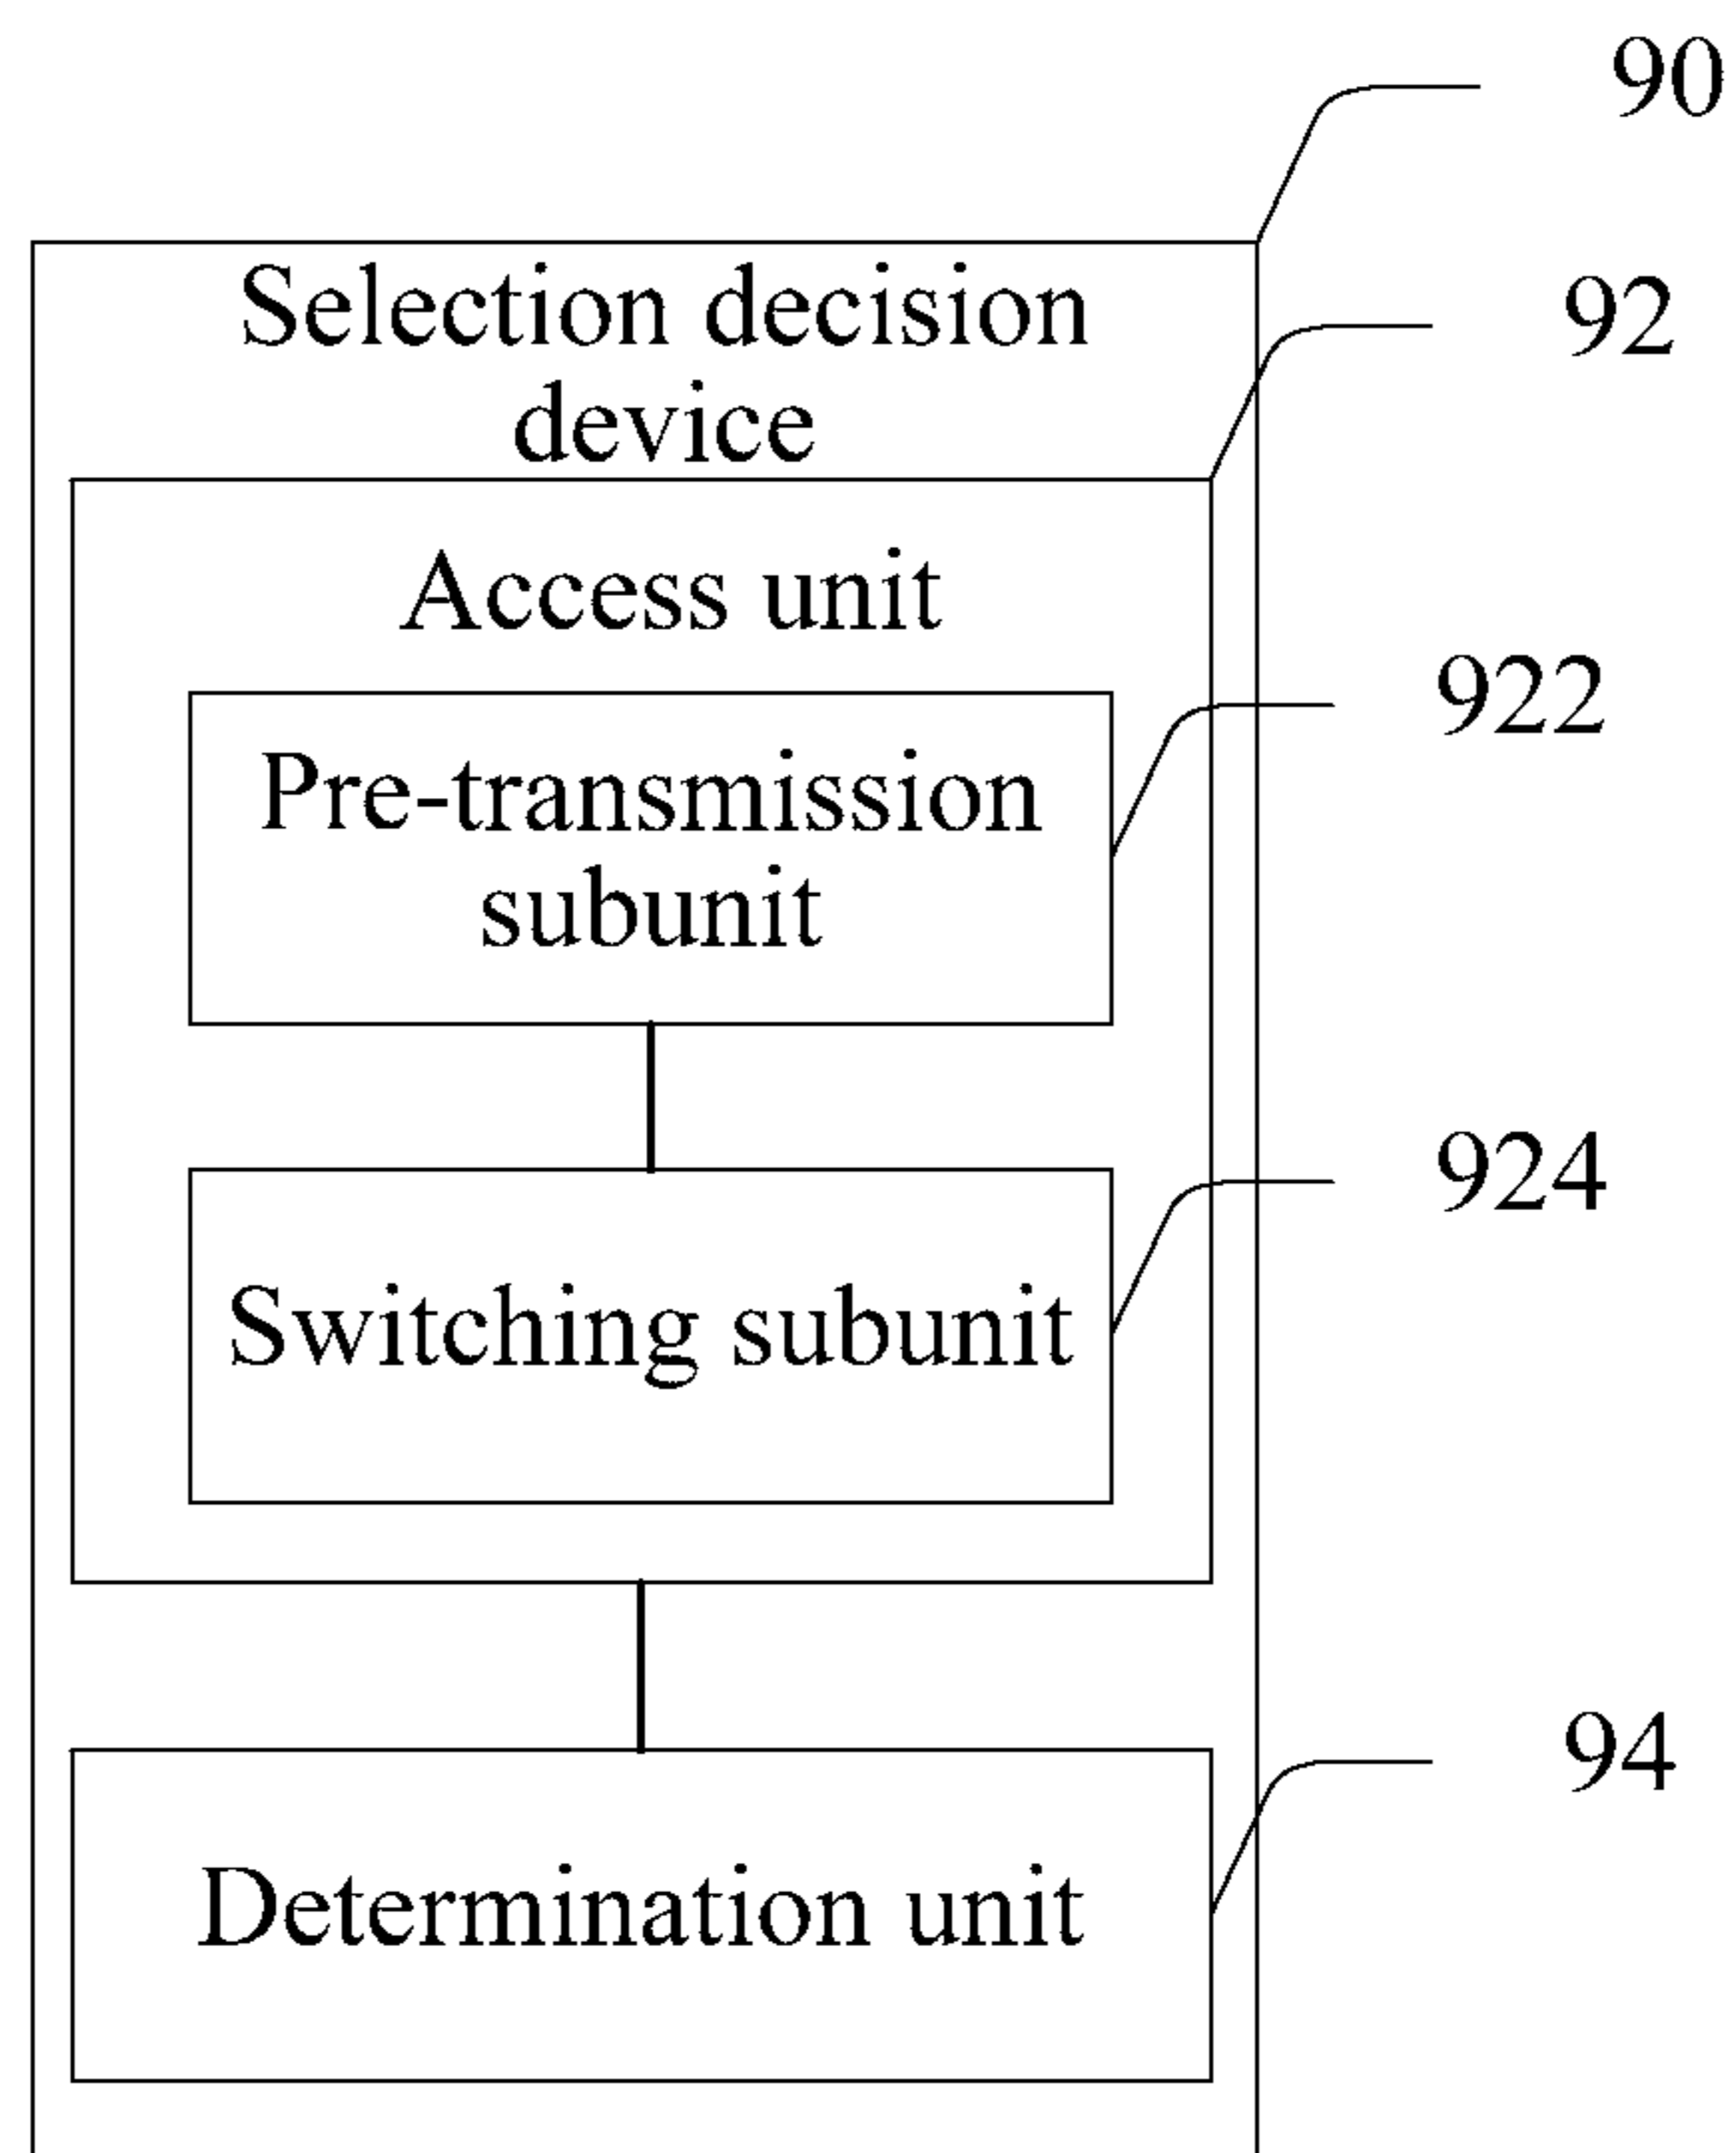 90
Selection decision
device
92
Access unit
922
Pre-transmission
subunit
924
Switching subunit
94
Determination unit